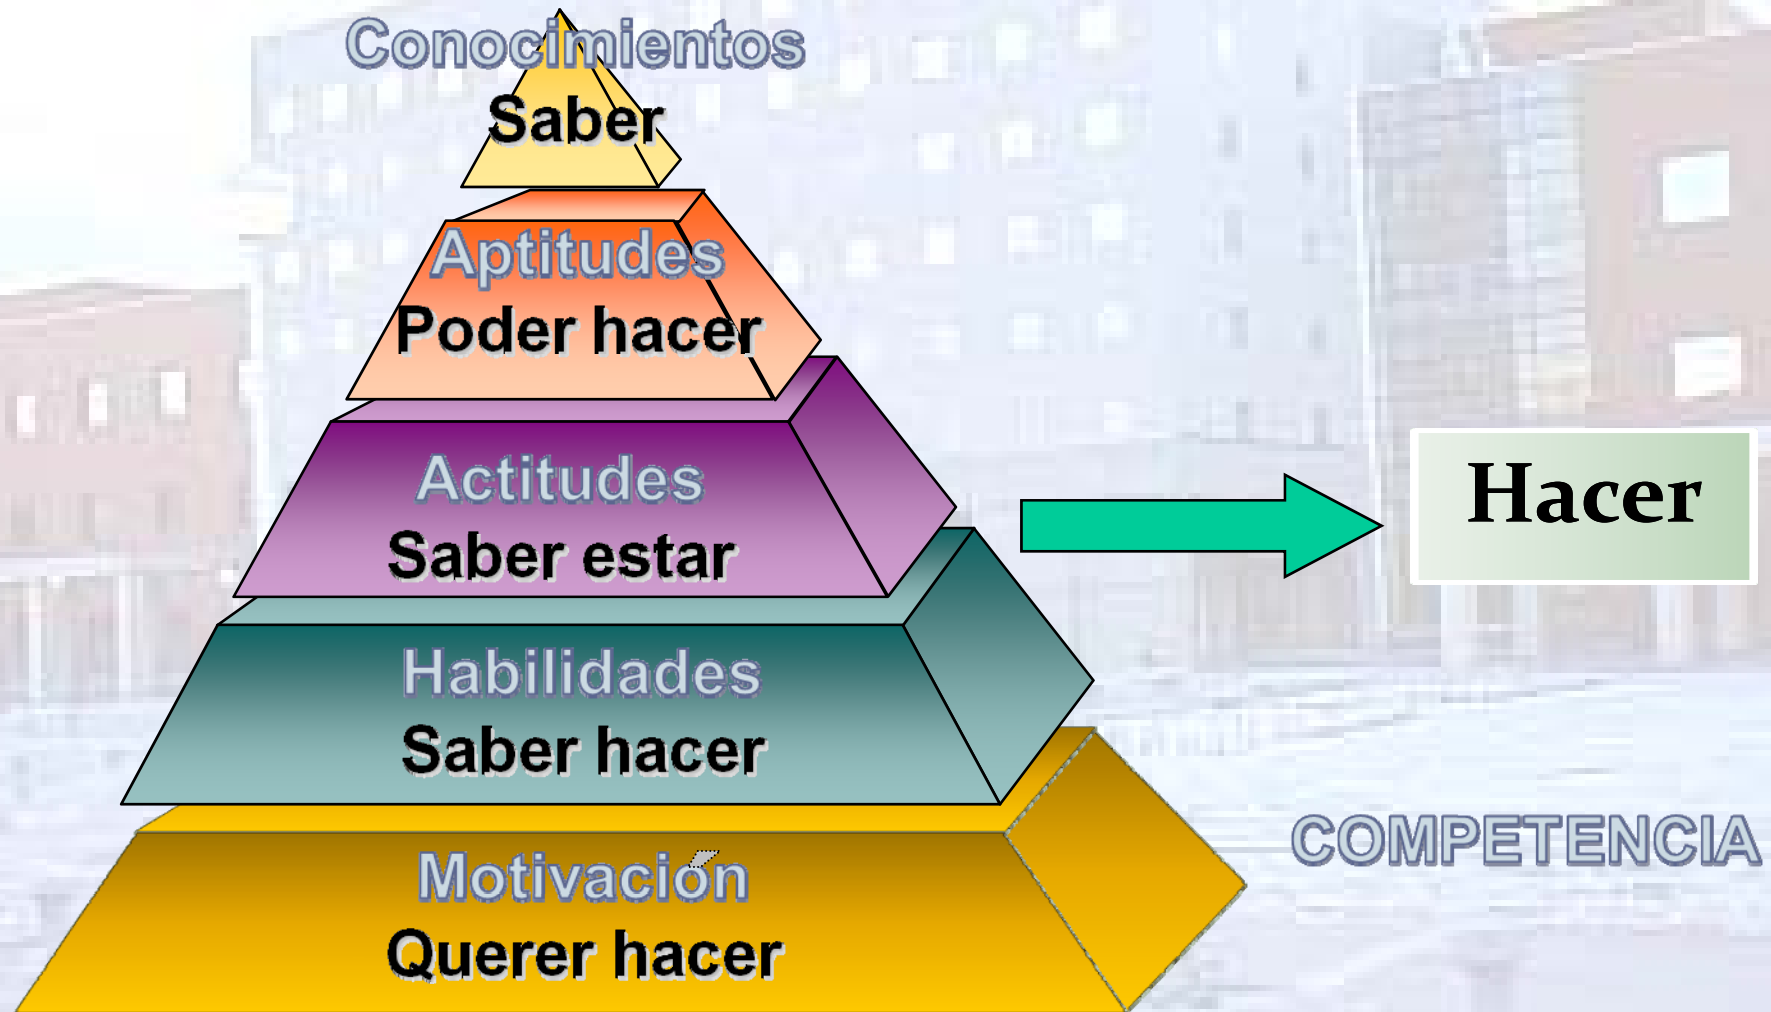 Conocimientos
Saber
Aptitudes
Poder hacer
Actitudes
Saber estar
Hacer
Habilidades
Saber hacer
COMPETENCIA
Motivación
Querer hacer